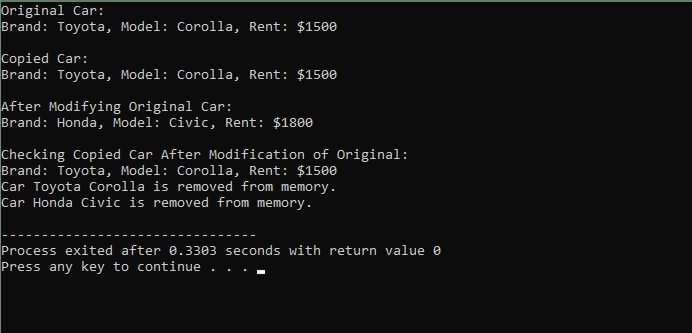 Original Car:
Brand: Toyota, Model: Corolla, Rent: $1500
Copied Car:
Brand: Toyota, Model: Corolla, Rent: $1500
After Modifying Original Car:
Brand: Honda, Model: Civic, Rent: $1800
Checking Copied Car After Modification of Original:
Brand: Toyota, Model: Corolla, Rent: $1500
Car Toyota Corolla is removed from memory.
Car Honda Civic is removed from memory.
--------------------------------
Process exited after 0.3303 seconds with return value 0
Press any key to continue . . .